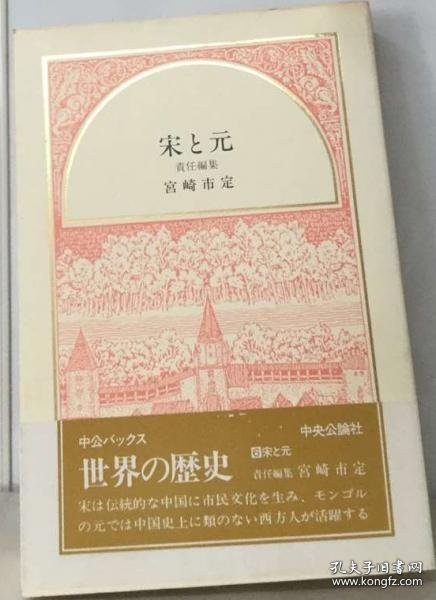 宋と元
責任編集
宮崎市定
中公バックス
中央公論社
世界の歴史
6宋と元
責任編集 宮崎市定
宋は伝統的な中国に市民文化を生み、モンゴル
の元では中国史上に類のない西方人が活躍する
孔夫子旧书网
www.kongfz.com